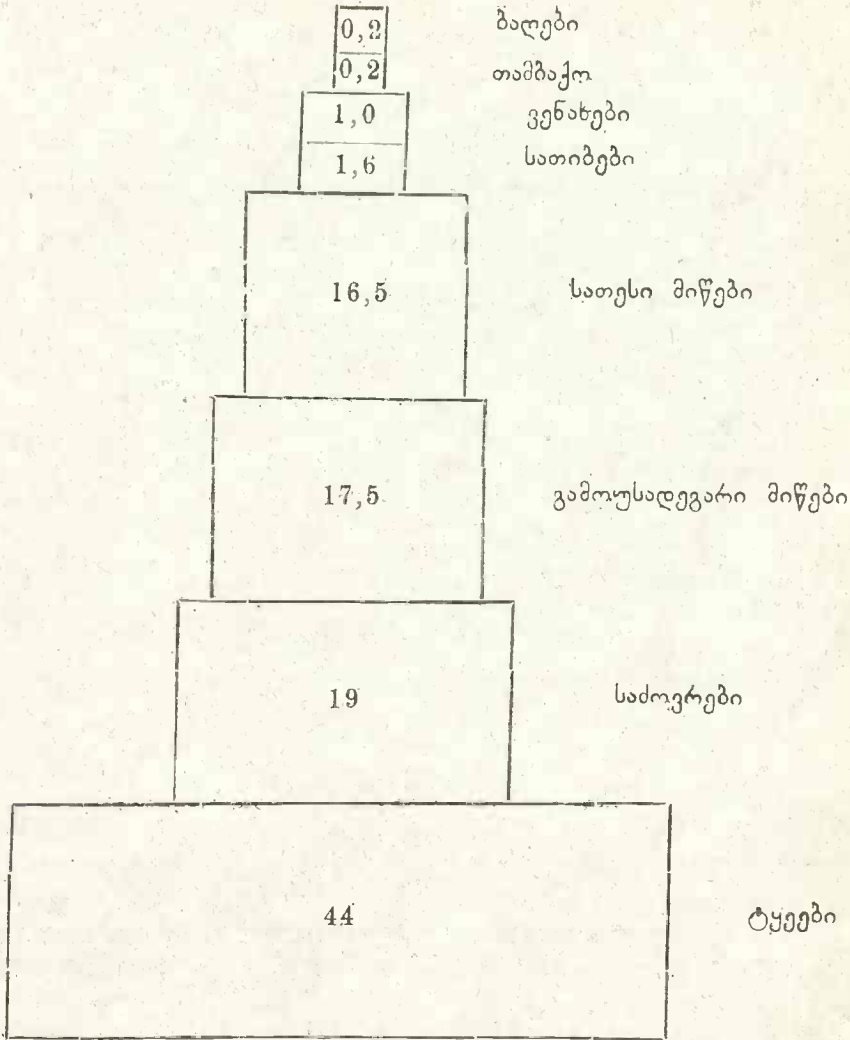 0,2 ბაღები
0,2 თამბაქო
1,0 ვენახები
1,6 სათიბები
16,5 სათესი მიწები
17,5 გამოუსადეგარი მიწები
19 საძოვრები
44 ტყეები